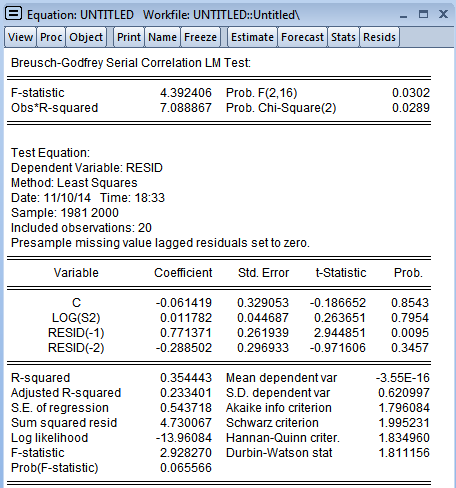 Equation: UNTITLED Workfile: UNTITLED::Untitled\
View Proc Object Print Name Freeze Estimate Forecast Stats Resids
Breusch-Godfrey Serial Correlation LM Test:
F-statistic 4.392406 Prob. F(2,16) 0.0302
Obs*R-squared 7.088867 Prob. Chi-Square(2) 0.0289
Test Equation:
Dependent Variable: RESID
Method: Least Squares
Date: 11/10/14 Time: 18:33
Sample: 1981 2000
Included observations: 20
Presample missing value lagged residuals set to zero.
Variable Coefficient Std. Error t-Statistic Prob.
C -0.061419 0.329053 -0.186652 0.8543
LOG(S2) 0.011782 0.044687 0.263651 0.7954
RESID(-1) 0.771371 0.261939 2.944851 0.0095
RESID(-2) -0.288502 0.296933 -0.971606 0.3457
R-squared 0.354443 Mean dependent var -3.55E-16
Adjusted R-squared 0.233401 S.D. dependent var 0.620997
S.E. of regression 0.543718 Akaike info criterion 1.796084
Sum squared resid 4.730067 Schwarz criterion 1.995231
Log likelihood -13.96084 Hannan-Quinn criter. 1.834960
F-statistic 2.928270 Durbin-Watson stat 1.811156
Prob(F-statistic) 0.065566